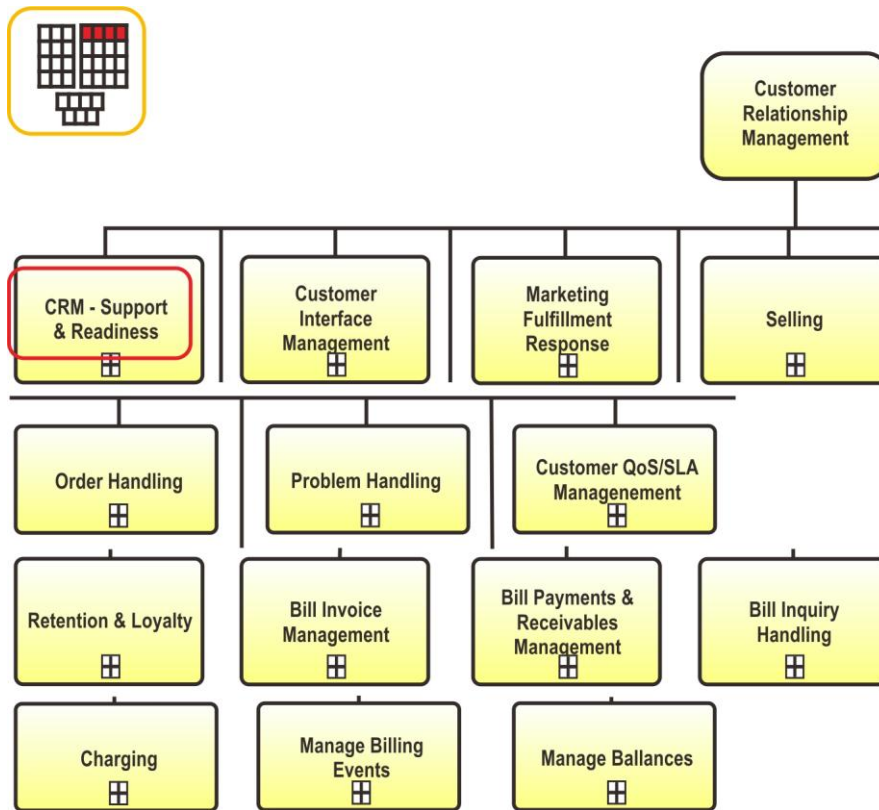 Customer
Relationship
Management
CRM - Support
& Readiness
Customer
Interface
Management
Marketing
Fulfillment
Response
Selling
Order Handling
Problem Handling
Customer QoS/SLA
Managenement
Retention & Loyalty
Bill Invoice
Management
Bill Payments &
Receivables
Management
Bill Inquiry
Handling
Charging
Manage Billing
Events
Manage Ballances